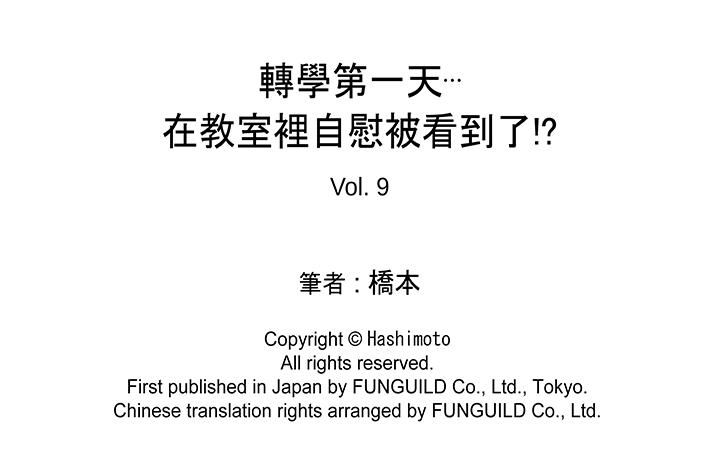 轉學第一天…
在教室裡自慰被看到了!?
Vol. 9
筆者 : 橋本
Copyright © Hashimoto
All rights reserved.
First published in Japan by FUNGUILD Co., Ltd., Tokyo.
Chinese translation rights arranged by FUNGUILD Co., Ltd.